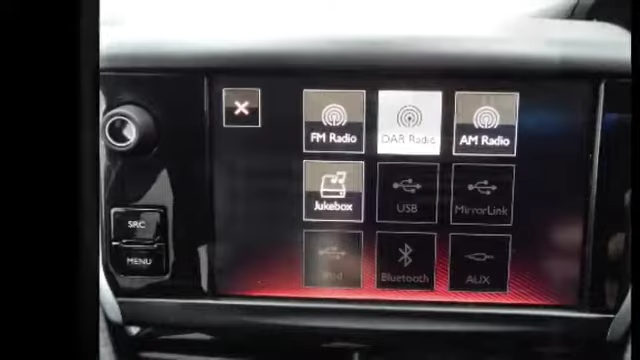 FM Radio
DAB Radio
AM Radio
Jukebox
USB
MirrorLink
iPod
Bluetooth
AUX
SRC
MENU